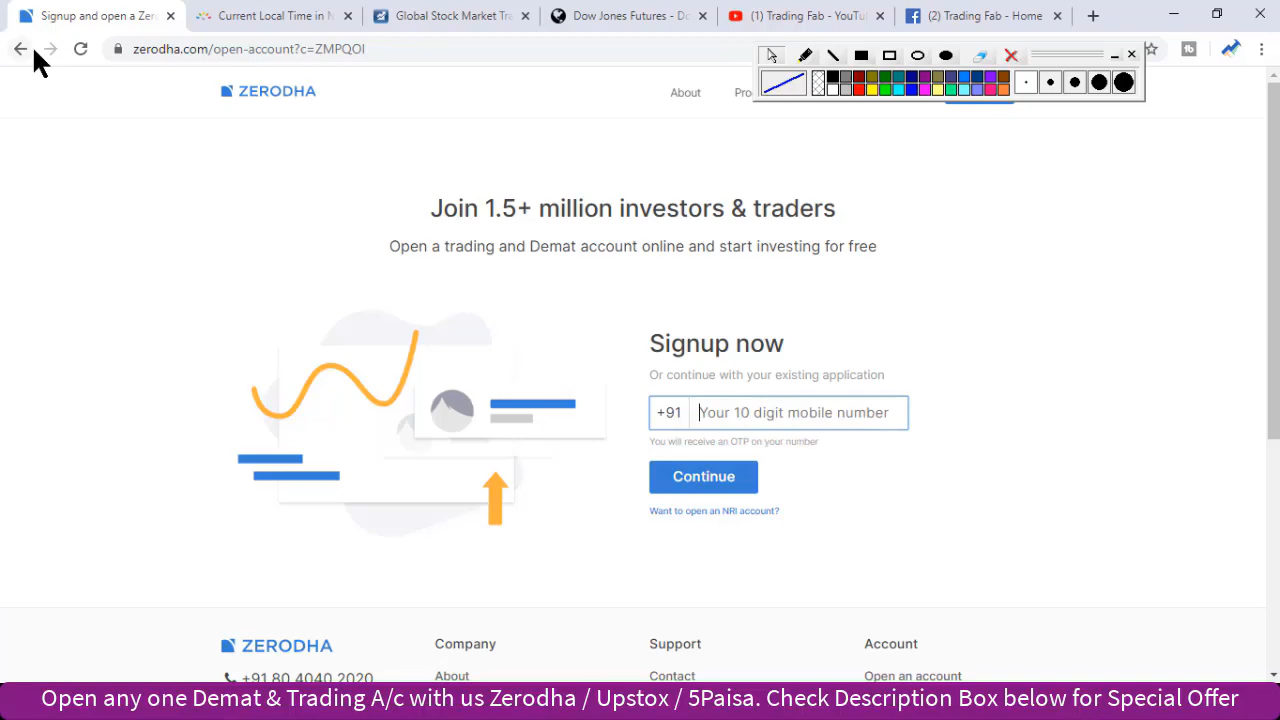 Signup and open a Zero
Current Local Time in N
Global Stock Market Tra
Dow Jones Futures - Do
(1) Trading Fab - YouTu
(2) Trading Fab - Home
zerodha.com/open-account?c=ZMPQOI
ZERODHA
About
Pro
Join 1.5+ million investors & traders
Open a trading and Demat account online and start investing for free
Signup now
Or continue with your existing application
+91 Your 10 digit mobile number
You will receive an OTP on your number
Continue
Want to open an NRI account?
ZERODHA
Company
Support
Account
+91 80 4040 2020
About
Contact
Open an account
Open any one Demat & Trading A/c with us Zerodha / Upstox / 5Paisa. Check Description Box below for Special Offer